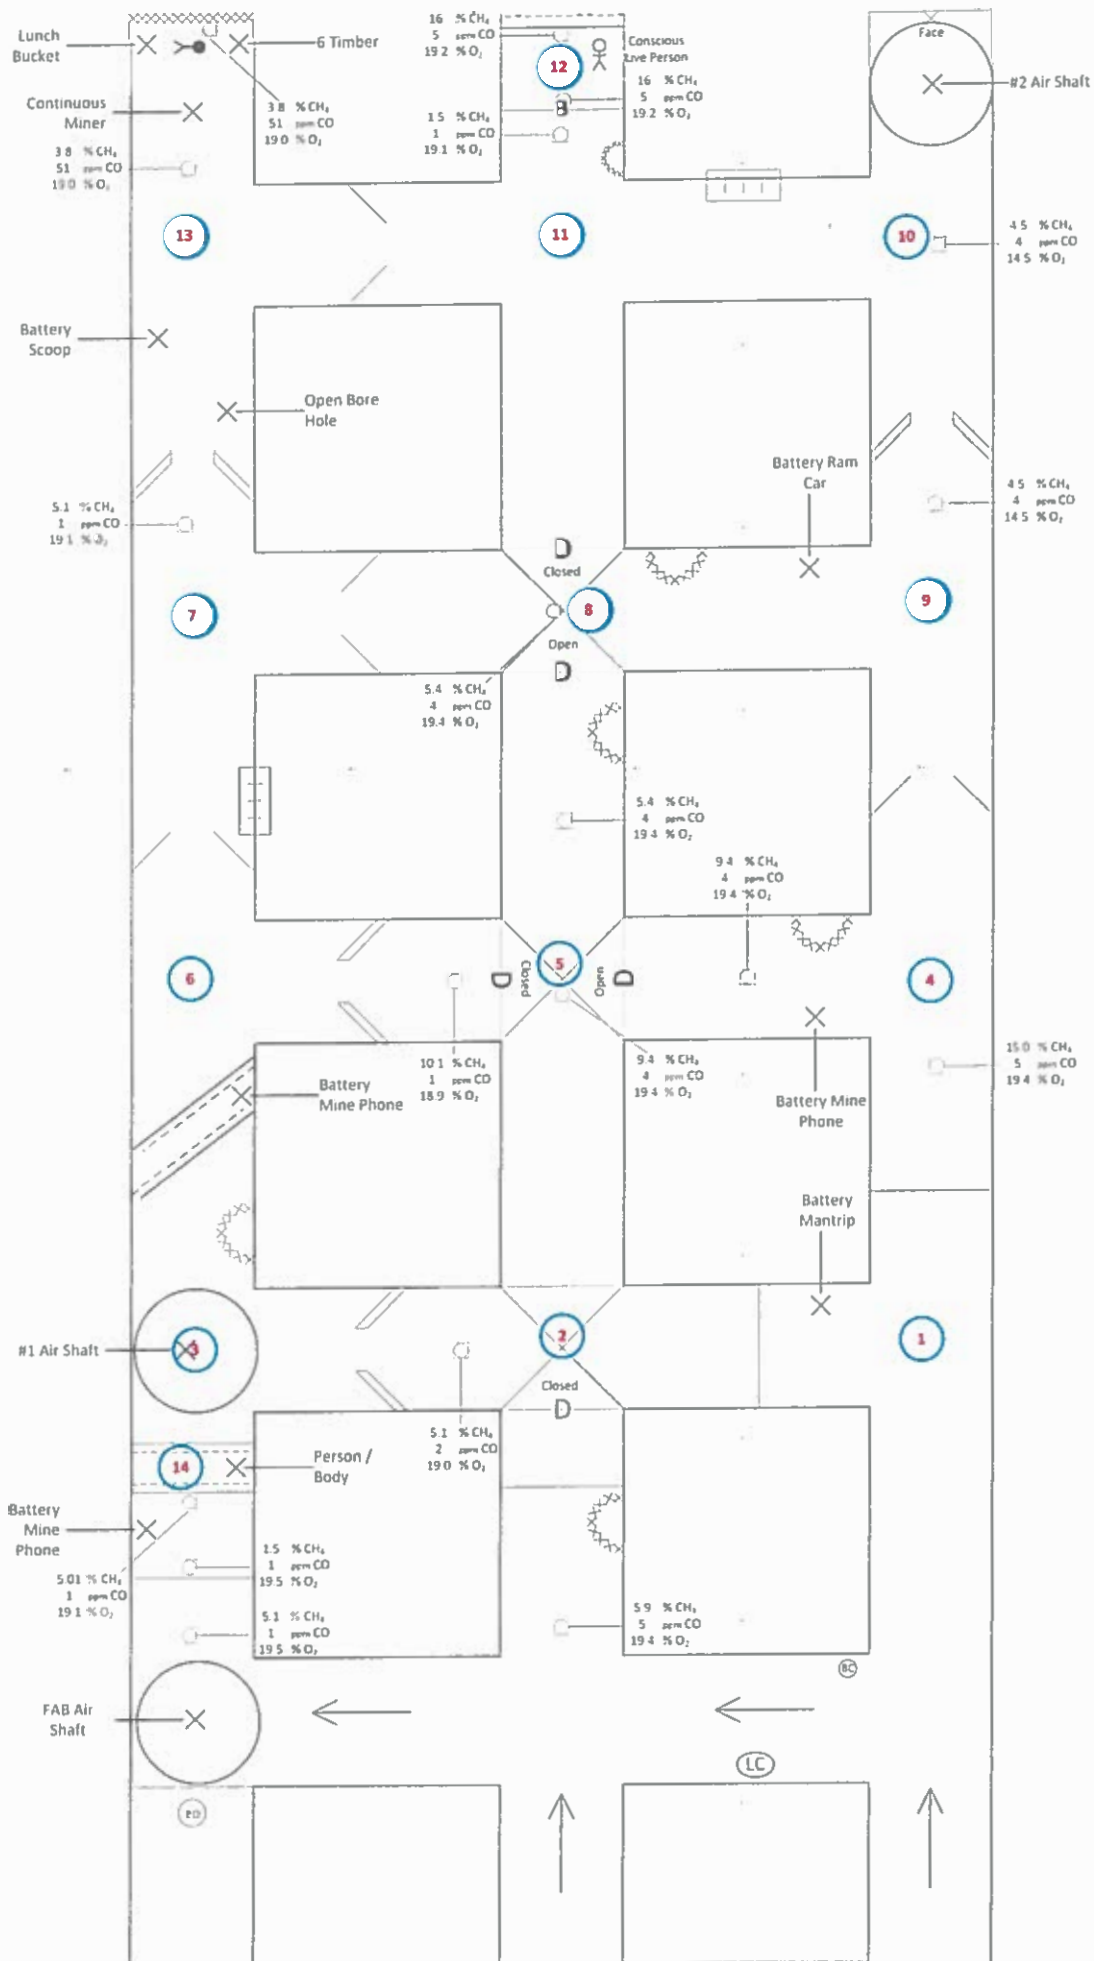 Lunch
Bucket
6 Timber
16 % CH₄
5 ppm CO
19.2 % O₂
12
Conscious
Live Person
Face
#2 Air Shaft
16 % CH₄
5 ppm CO
19.2 % O₂
B
Continuous
Miner
3.8 % CH₄
51 ppm CO
19.0 % O₂
1.5 % CH₄
1 ppm CO
19.1 % O₂
3.8 % CH₄
51 ppm CO
19.0 % O₂
13
11
10
4.5 % CH₄
4 ppm CO
14.5 % O₂
Battery
Scoop
Open Bore
Hole
Battery Ram
Car
5.1 % CH₄
1 ppm CO
19.1 % O₂
4.5 % CH₄
4 ppm CO
14.5 % O₂
D
Closed
7
8
9
Open
D
5.4 % CH₄
4 ppm CO
19.4 % O₂
5.4 % CH₄
4 ppm CO
19.4 % O₂
9.4 % CH₄
4 ppm CO
19.4 % O₂
6
D
Closed
5
Open
D
4
10.1 % CH₄
1 ppm CO
18.9 % O₂
9.4 % CH₄
4 ppm CO
19.4 % O₂
15.0 % CH₄
5 ppm CO
19.4 % O₂
Battery
Mine Phone
Battery Mine
Phone
Battery
Mantrip
#1 Air Shaft
3
2
1
Closed
D
5.1 % CH₄
2 ppm CO
19.0 % O₂
14
Person /
Body
Battery
Mine
Phone
5.01 % CH₄
1 ppm CO
19.1 % O₂
1 ppm CO
19.5 % O₂
5.1 % CH₄
1 ppm CO
19.5 % O₂
5.9 % CH₄
5 ppm CO
19.4 % O₂
BC
FAB Air
Shaft
LC